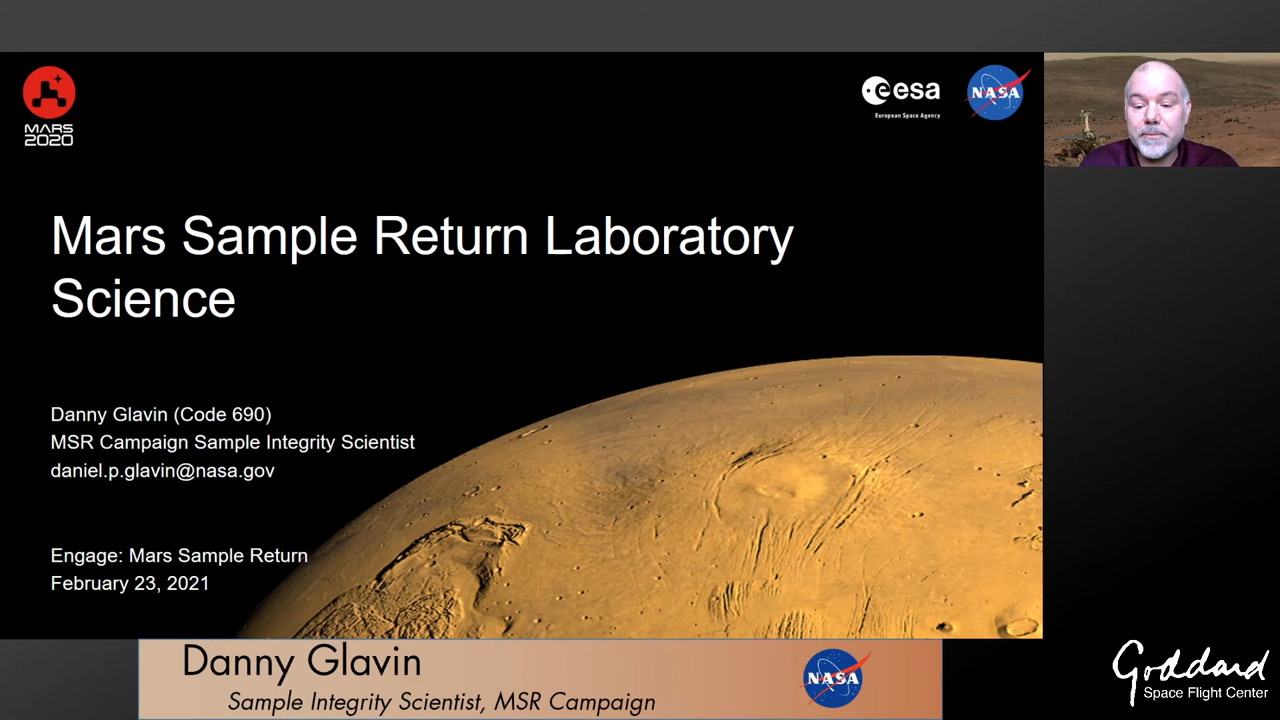 MARS
2020
esa
European Space Agency
NASA
Mars Sample Return Laboratory
Science
Danny Glavin (Code 690)
MSR Campaign Sample Integrity Scientist
daniel.p.glavin@nasa.gov
Engage: Mars Sample Return
February 23, 2021
Danny Glavin
Sample Integrity Scientist, MSR Campaign
NASA
Goddard
Space Flight Center